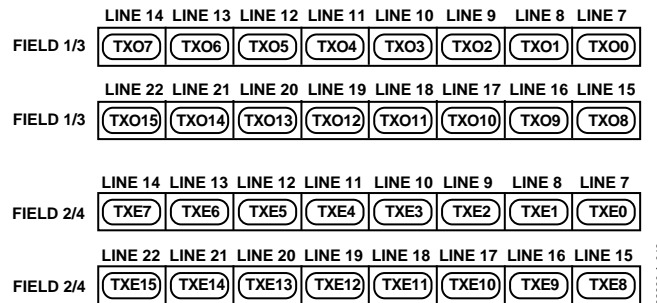 LINE 14 LINE 13 LINE 12 LINE 11 LINE 10 LINE 9 LINE 8 LINE 7
FIELD 1/3 TXO7 TXO6 TXO5 TXO4 TXO3 TXO2 TXO1 TXO0
LINE 22 LINE 21 LINE 20 LINE 19 LINE 18 LINE 17 LINE 16 LINE 15
FIELD 1/3 TXO15 TXO14 TXO13 TXO12 TXO11 TXO10 TXO9 TXO8
LINE 14 LINE 13 LINE 12 LINE 11 LINE 10 LINE 9 LINE 8 LINE 7
FIELD 2/4 TXE7 TXE6 TXE5 TXE4 TXE3 TXE2 TXE1 TXE0
LINE 22 LINE 21 LINE 20 LINE 19 LINE 18 LINE 17 LINE 16 LINE 15
FIELD 2/4 TXE15 TXE14 TXE13 TXE12 TXE11 TXE10 TXE9 TXE8